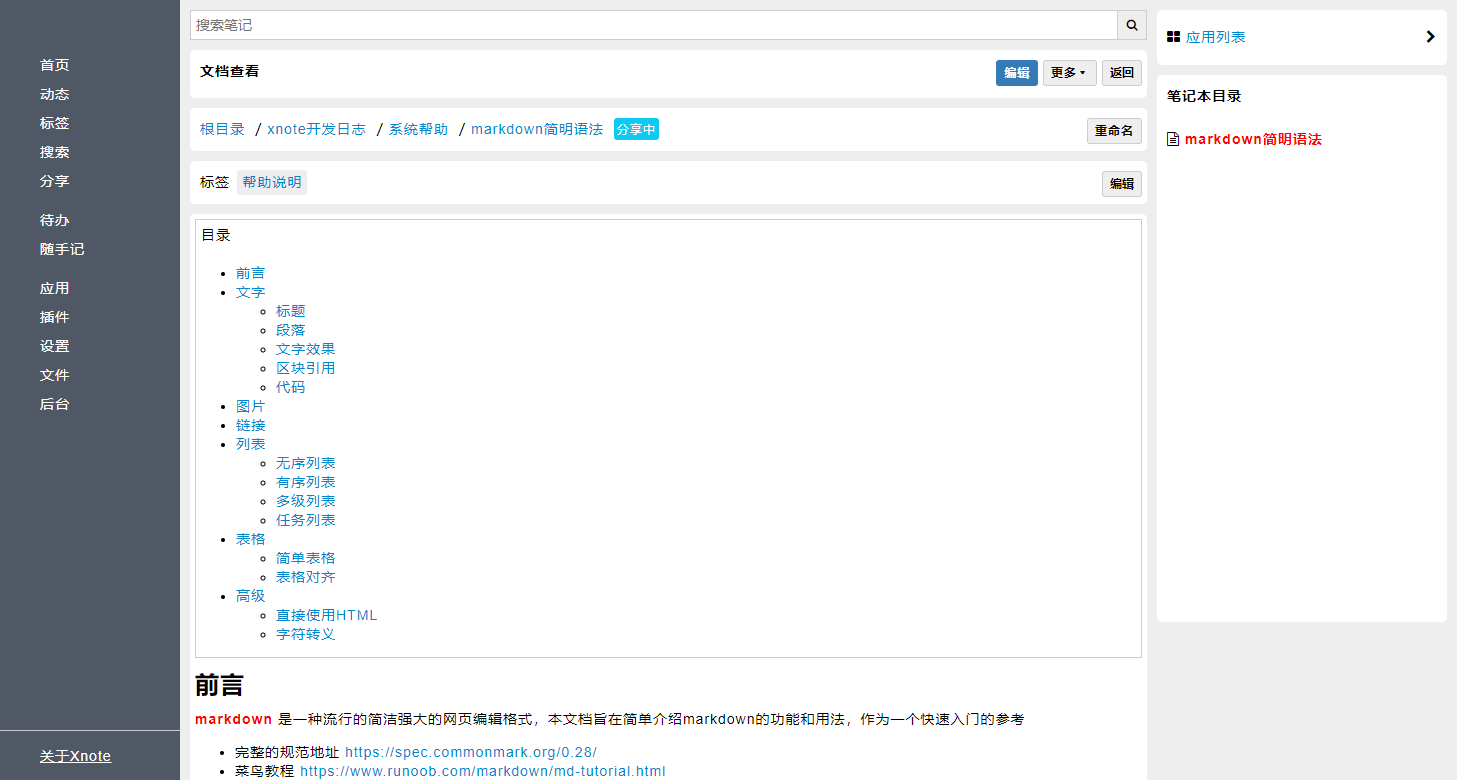 首页
动态
标签
搜索
分享
待办
随手记
应用
插件
设置
文件
后台
关于Xnote
搜索笔记
文档查看
编辑 更多 返回
根目录 / xnote开发日志 / 系统帮助 / markdown简明语法 分享中 重命名
标签 帮助说明 编辑
目录
前言
文字
标题
段落
文字效果
区块引用
代码
图片
链接
列表
无序列表
有序列表
多级列表
任务列表
表格
简单表格
表格对齐
高级
直接使用HTML
字符转义
前言
markdown 是一种流行的简洁强大的网页编辑格式，本文档旨在简单介绍markdown的功能和用法，作为一个快速入门的参考
完整的规范地址 https://spec.commonmark.org/0.28/
菜鸟教程 https://www.runoob.com/markdown/md-tutorial.html
应用列表
笔记本目录
markdown简明语法